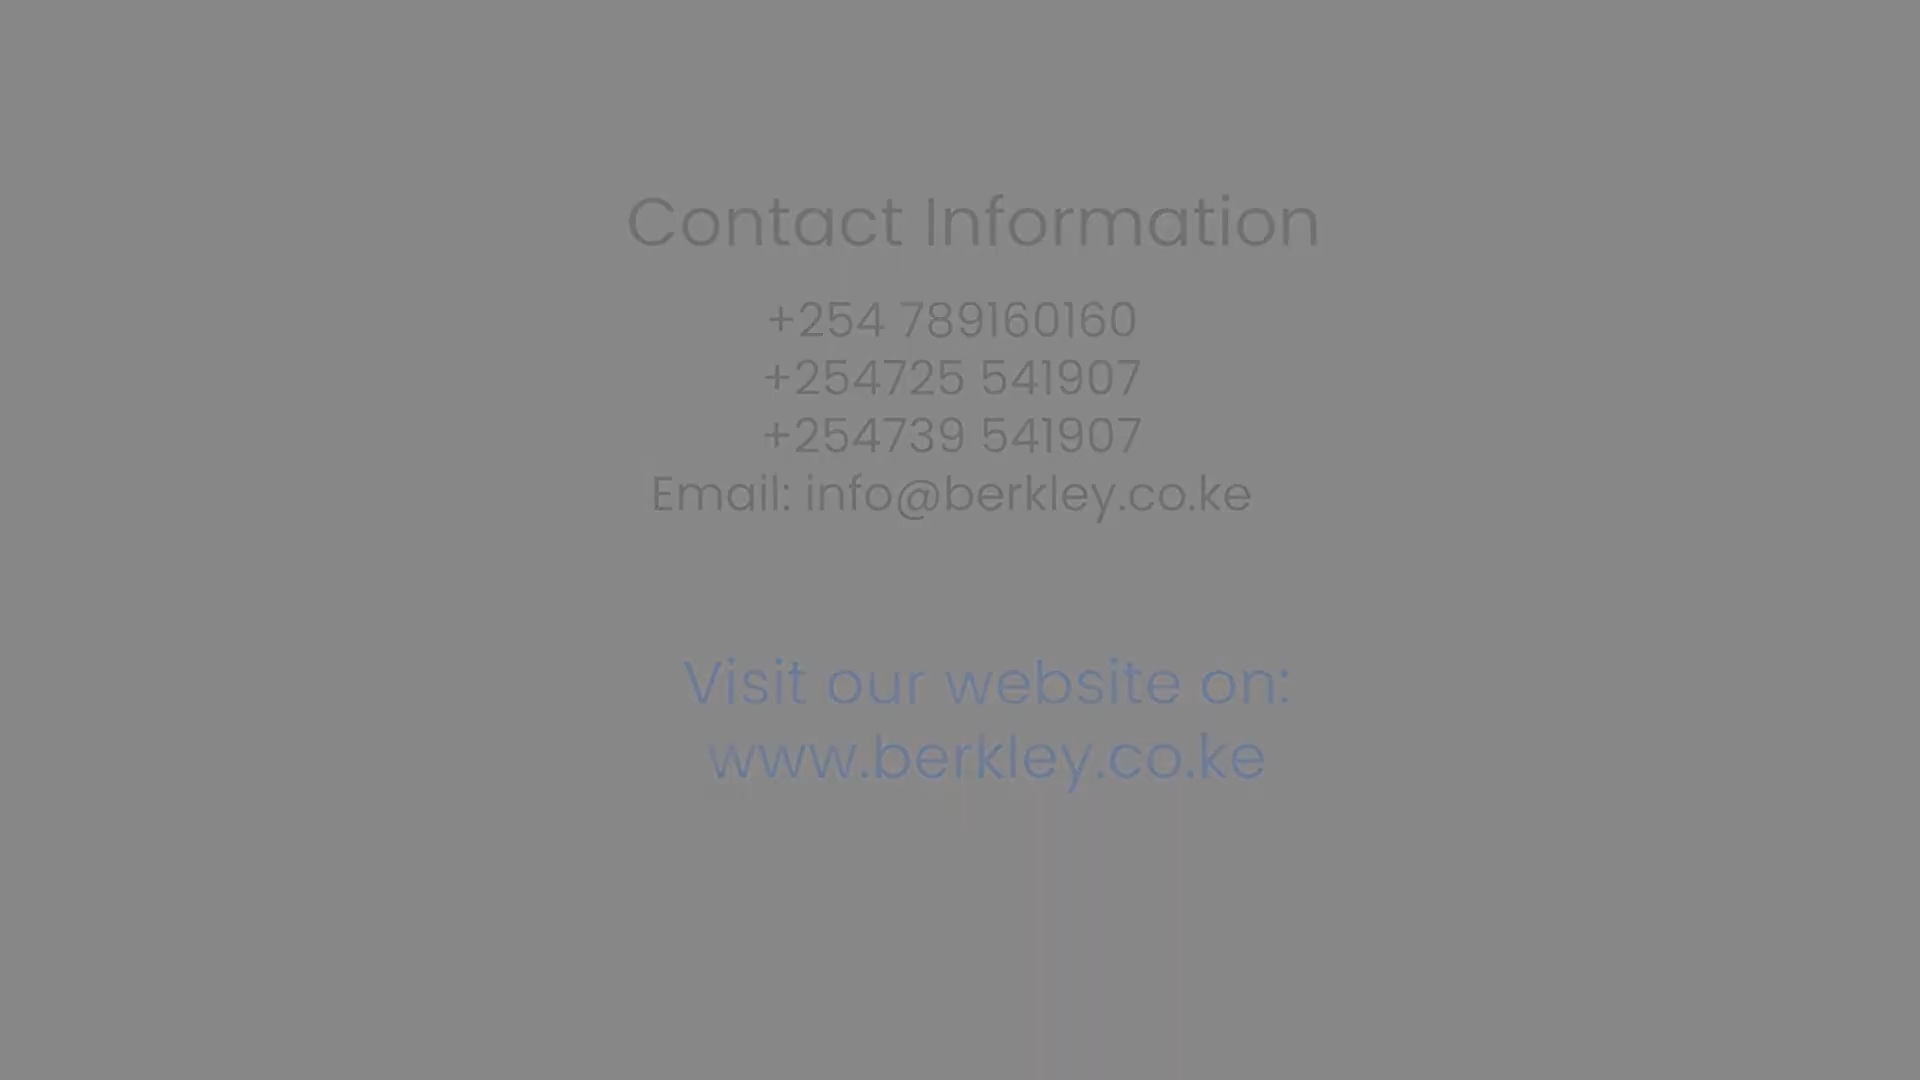 Contact Information
+254 789160160
+254725 541907
+254739 541907
Email: info@berkley.co.ke
Visit our website on:
www.berkley.co.ke